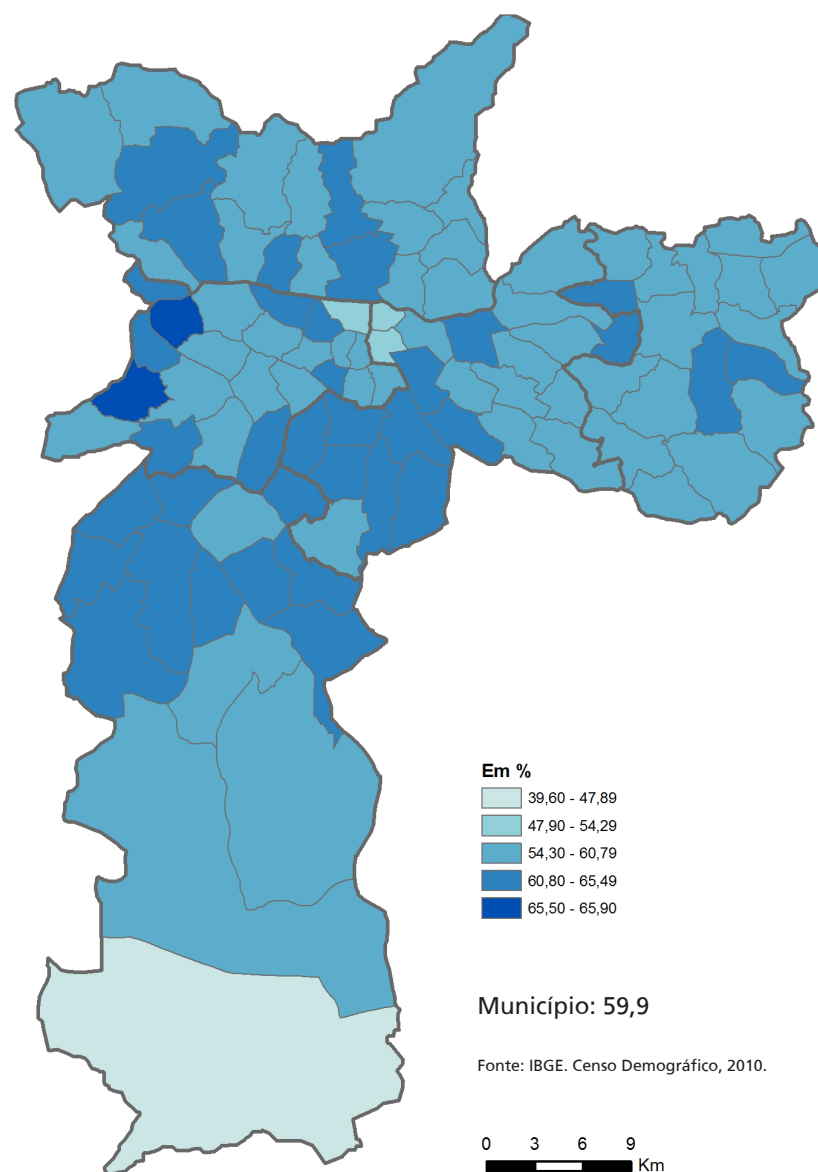 Em %
39,60 - 47,89
47,90 - 54,29
54,30 - 60,79
60,80 - 65,49
65,50 - 65,90
Município: 59,9
Fonte: IBGE. Censo Demográfico, 2010.
0 3 6 9
Km